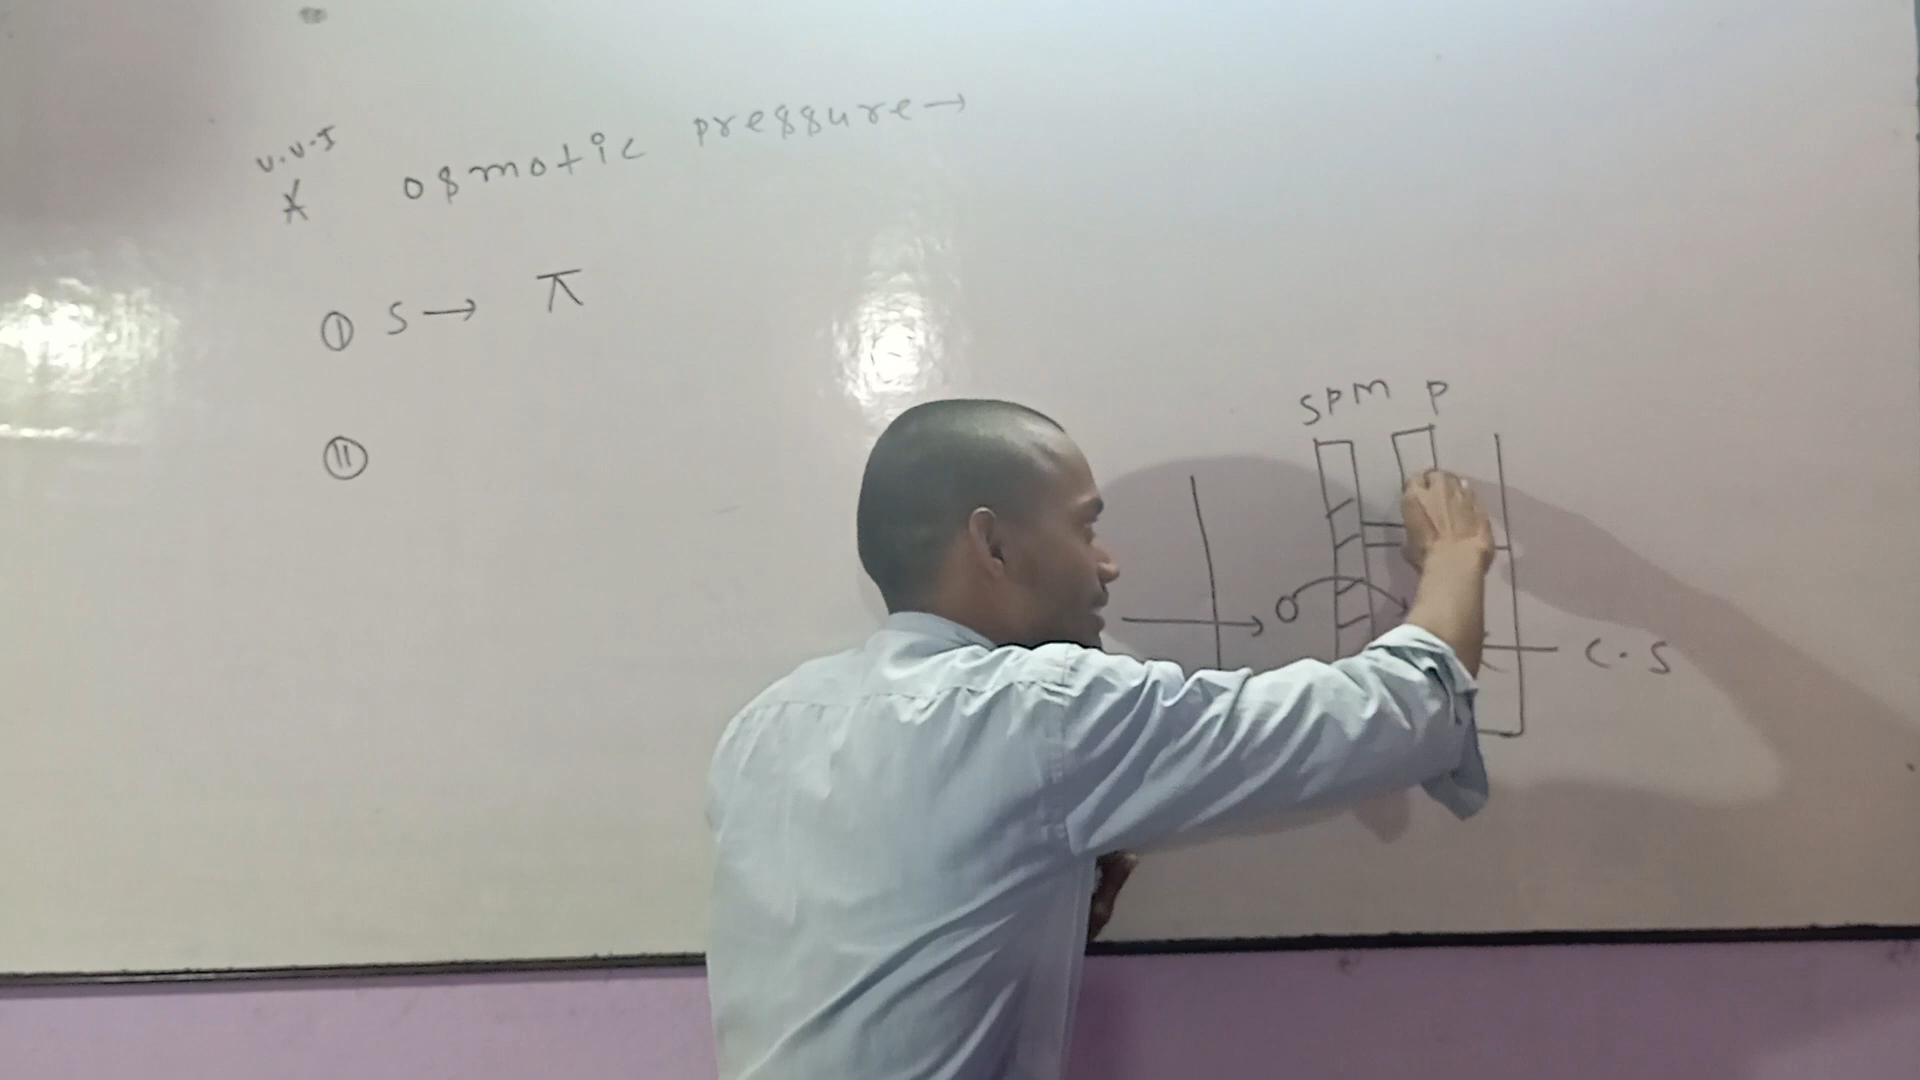 V.V.I
* osmotic pressure →
① S → π
⑪
SPM P
C.S